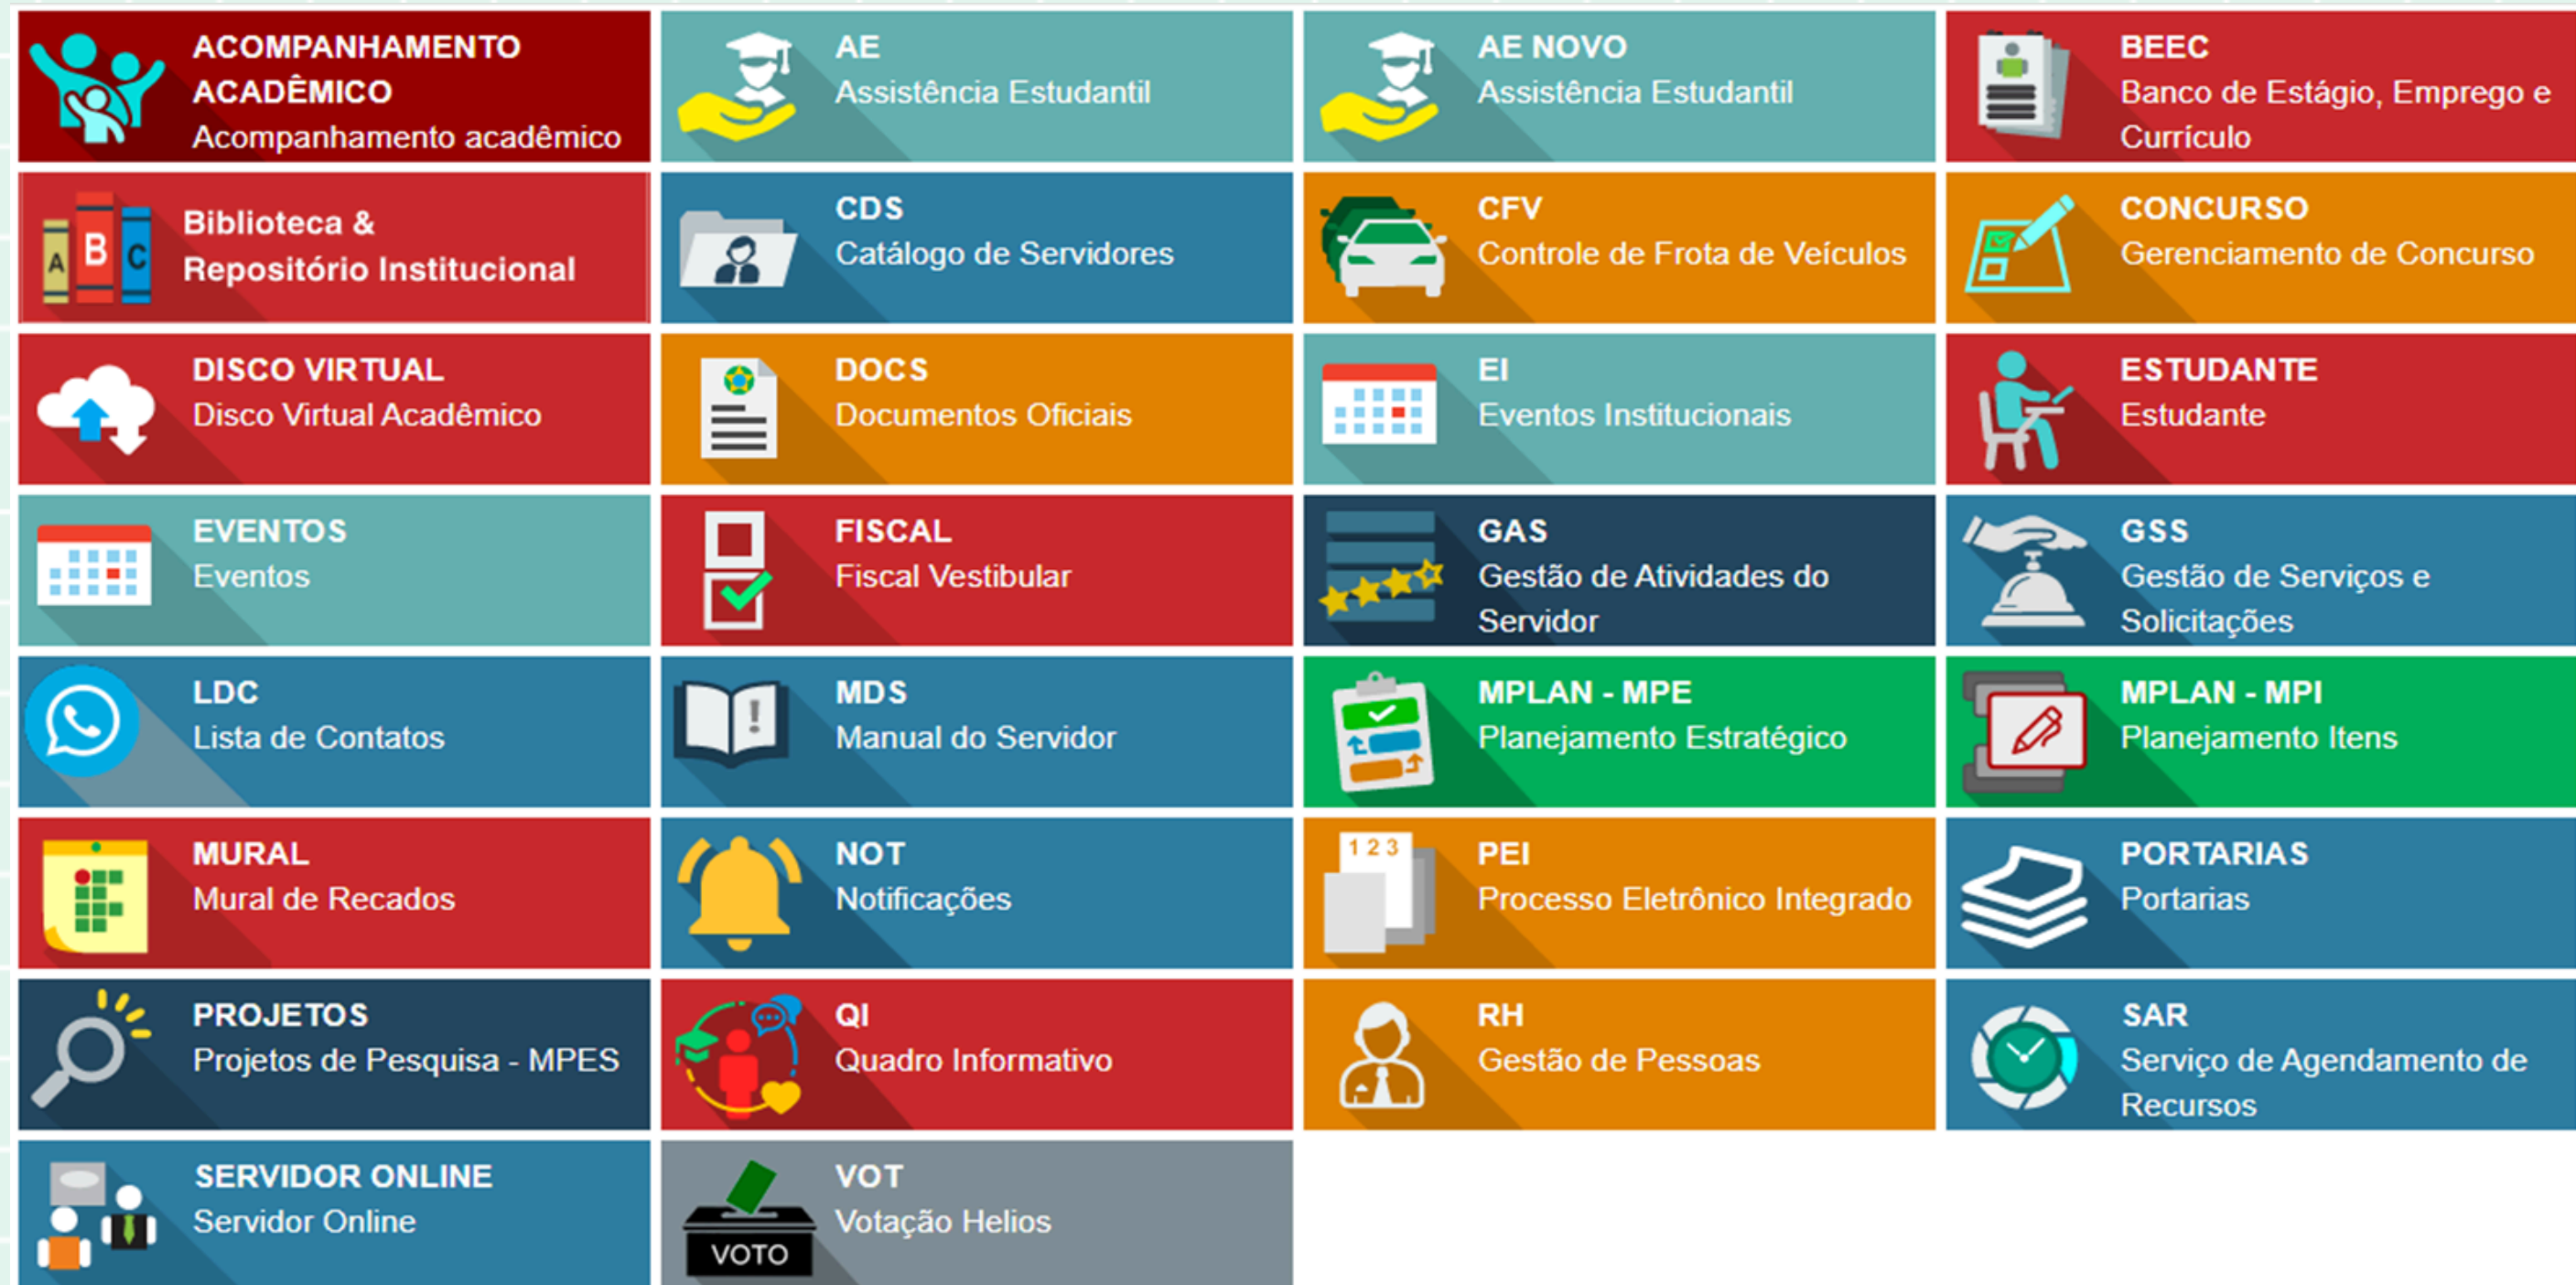 ACOMPANHAMENTO
ACADÊMICO
Acompanhamento acadêmico
AE
Assistência Estudantil
AE NOVO
Assistência Estudantil
BEEC
Banco de Estágio, Emprego e
Currículo
A B C
Biblioteca &
Repositório Institucional
CDS
Catálogo de Servidores
CFV
Controle de Frota de Veículos
CONCURSO
Gerenciamento de Concurso
DISCO VIRTUAL
Disco Virtual Acadêmico
DOCS
Documentos Oficiais
EI
Eventos Institucionais
ESTUDANTE
Estudante
EVENTOS
Eventos
FISCAL
Fiscal Vestibular
GAS
Gestão de Atividades do
Servidor
GSS
Gestão de Serviços e
Solicitações
LDC
Lista de Contatos
!
MDS
Manual do Servidor
MPLAN - MPE
Planejamento Estratégico
MPLAN - MPI
Planejamento Itens
MURAL
Mural de Recados
NOT
Notificações
1 2 3
PEI
Processo Eletrônico Integrado
PORTARIAS
Portarias
PROJETOS
Projetos de Pesquisa - MPES
QI
Quadro Informativo
RH
Gestão de Pessoas
SAR
Serviço de Agendamento de
Recursos
SERVIDOR ONLINE
Servidor Online
VOTO
VOT
Votação Helios